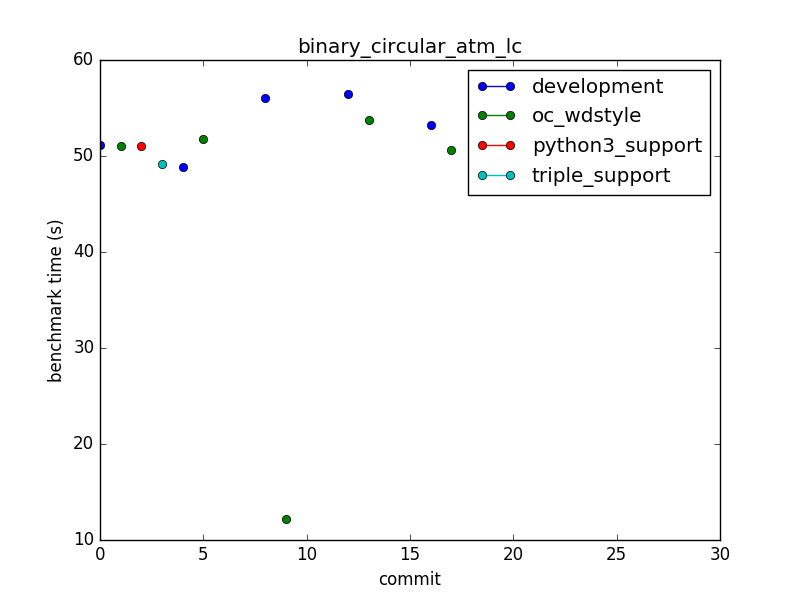 binary_circular_atm_lc
60
50
40
30
20
10
benchmark time (s)
development
oc_wdstyle
python3_support
triple_support
0 5 10 15 20 25 30
commit